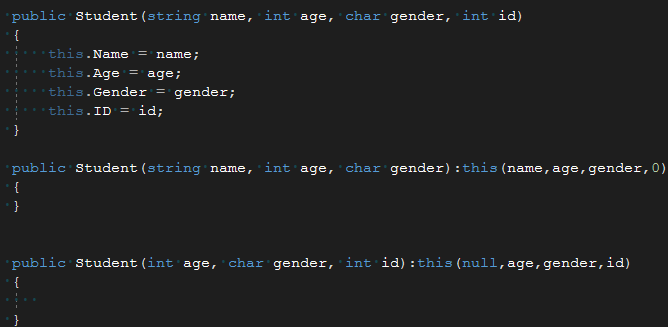 public Student(string name, int age, char gender, int id)
{
this.Name = name;
this.Age = age;
this.Gender = gender;
this.ID = id;
}
public Student(string name, int age, char gender):this(name,age,gender,0)
{
}
public Student(int age, char gender, int id):this(null,age,gender,id)
{
}